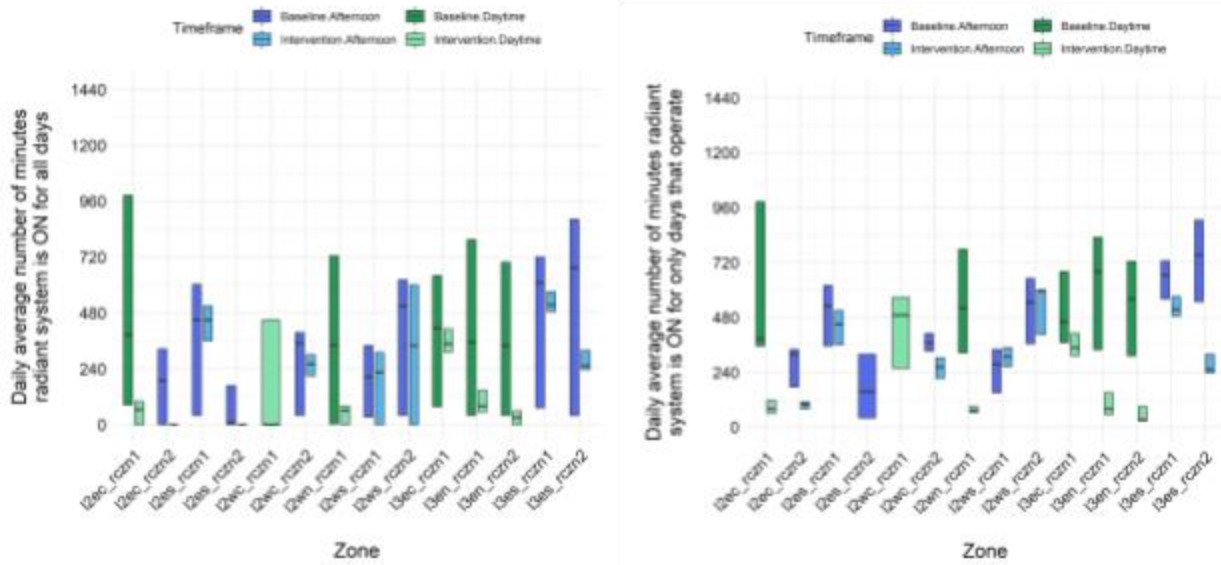 Timeframe
Baseline.Afternoon
Baseline.Daytime
Intervention.Afternoon
Intervention.Daytime
Daily average number of minutes
radiant system is ON for all days
1440
1200
960
720
480
240
0
l2ec_rczn1
l2ec_rczn2
l2es_rczn1
l2es_rczn2
l2wc_rczn1
l2wc_rczn2
l2wn_rczn1
l2ws_rczn1
l2ws_rczn2
l3ec_rczn1
l3en_rczn1
l3en_rczn2
l3es_rczn1
l3es_rczn2
Zone
Timeframe
Baseline.Afternoon
Baseline.Daytime
Intervention.Afternoon
Intervention.Daytime
Daily average number of minutes radiant
system is ON for only days that operate
1440
1200
960
720
480
240
0
l2ec_rczn1
l2ec_rczn2
l2es_rczn1
l2es_rczn2
l2wc_rczn1
l2wc_rczn2
l2wn_rczn1
l2ws_rczn1
l2ws_rczn2
l3ec_rczn1
l3en_rczn1
l3en_rczn2
l3es_rczn1
l3es_rczn2
Zone